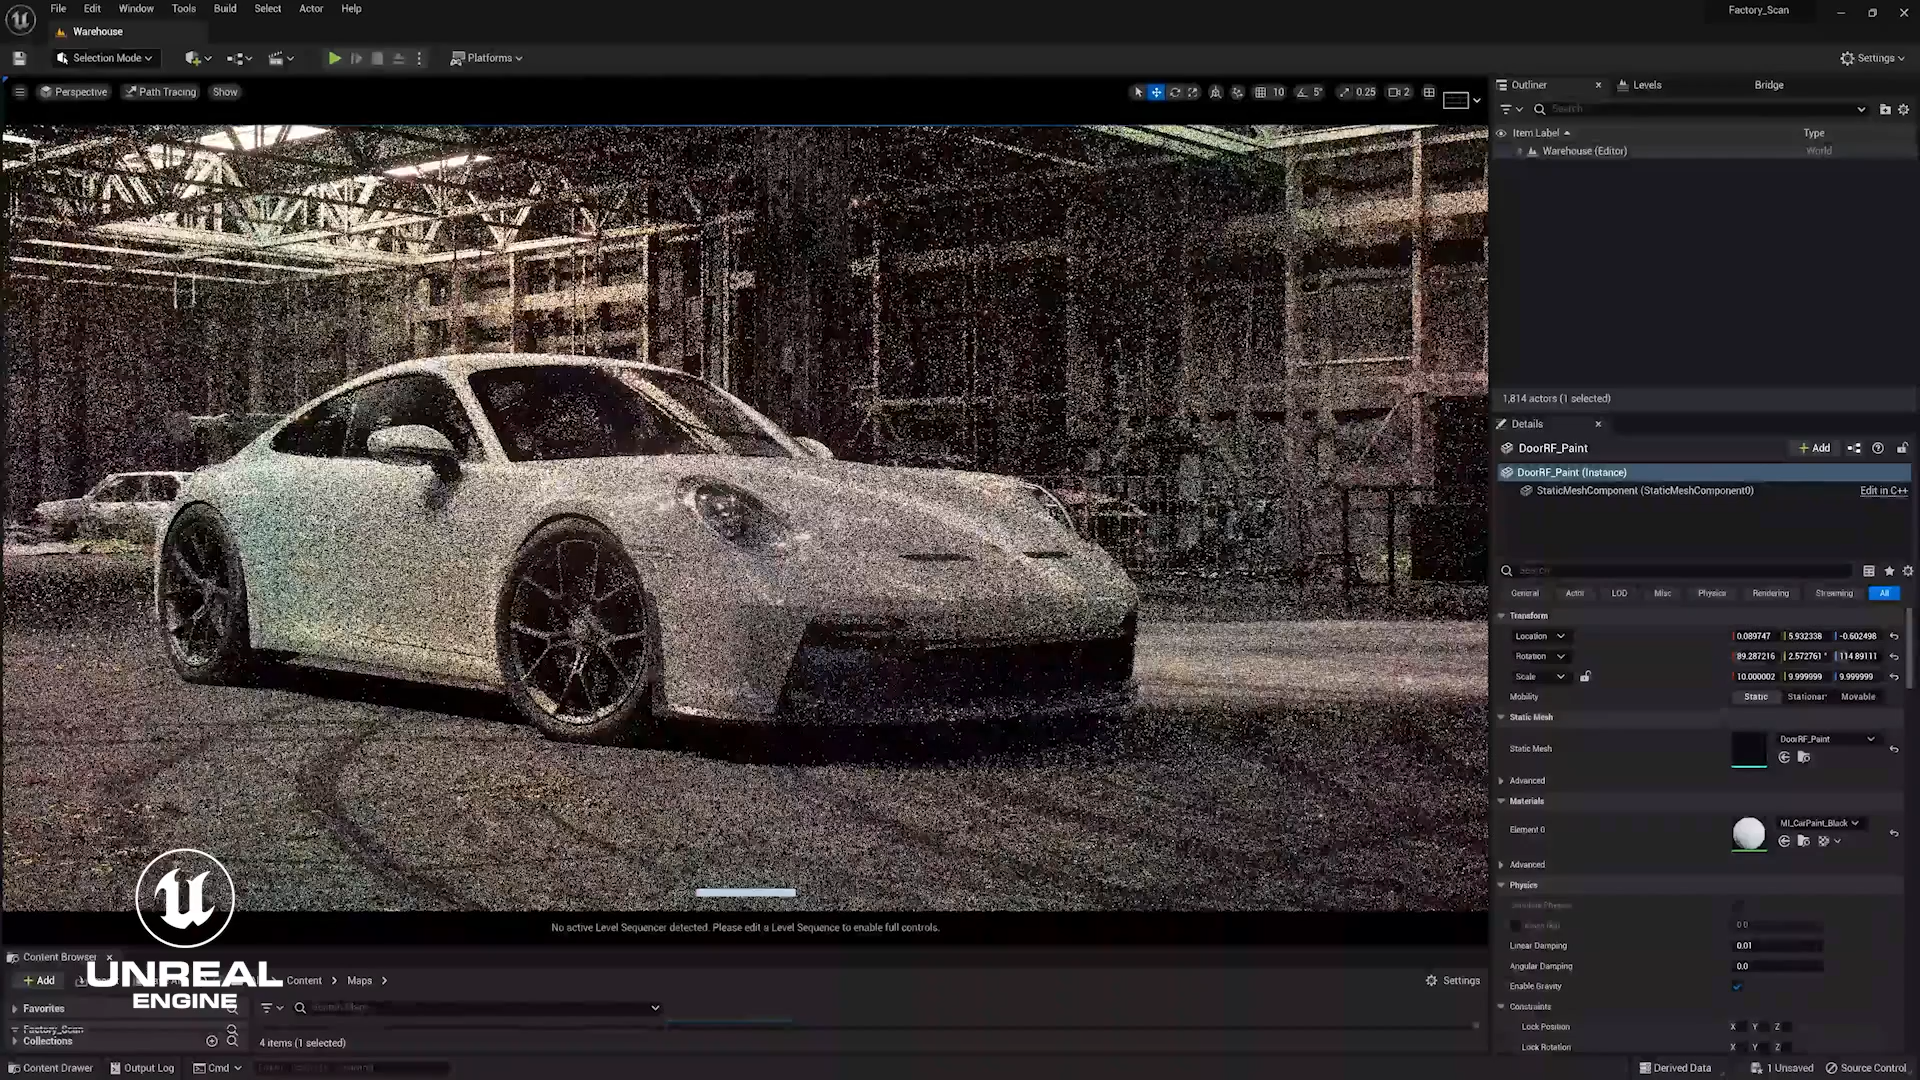 File Edit Window Tools Build Select Actor Help
Factory_Scan
Warehouse
Selection Mode
Platforms
Settings
Perspective
Path Tracing
Show
10
5°
0.25
2
Outliner
Levels
Bridge
Search
Item Label
Type
Warehouse (Editor)
World
1,814 actors (1 selected)
Details
DoorRF_Paint
Add
DoorRF_Paint (Instance)
StaticMeshComponent (StaticMeshComponent0)
Edit in C++
Search
General
Actor
LOD
Misc
Physics
Rendering
Streaming
All
Transform
Location
0.089747 5.932338 -0.602498
Rotation
89.287216 2.572761° 114.89111
Scale
10.000002 9.999999 9.999999
Mobility
Static
Stationar
Movable
Static Mesh
Static Mesh
DoorRF_Paint
Advanced
Materials
Element 0
MI_CarPaint_Black
Advanced
Physics
0.0
Linear Damping
0.01
Angular Damping
0.0
Enable Gravity
Constraints
Lock Position
X Y Z
Lock Rotation
X Y Z
No active Level Sequencer detected. Please edit a Level Sequence to enable full controls.
Content Browser
Add
UNREAL
ENGINE
Content
Maps
Settings
Favorites
Factory_Scan
Collections
4 items (1 selected)
Content Drawer
Output Log
Cmd
Derived Data
1 Unsaved
Source Control